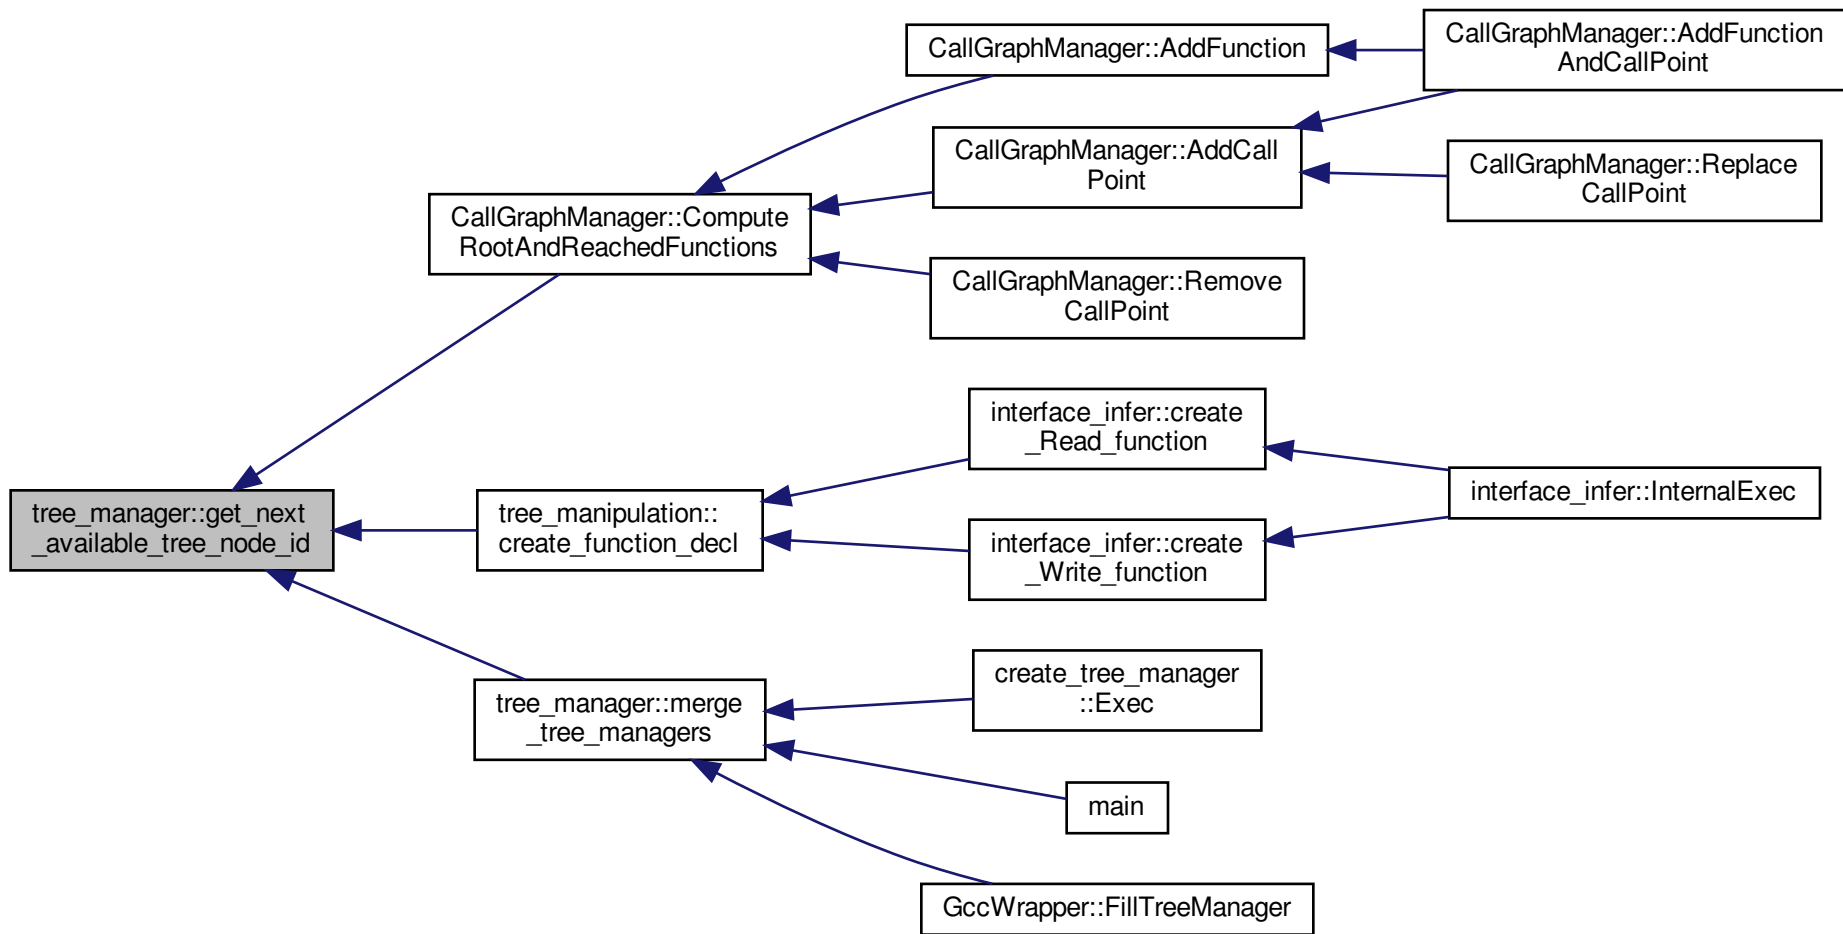 CallGraphManager::AddFunction
CallGraphManager::AddFunction
AndCallPoint
CallGraphManager::AddCall
Point
CallGraphManager::Replace
CallPoint
CallGraphManager::Compute
RootAndReachedFunctions
CallGraphManager::Remove
CallPoint
interface_infer::create
_Read_function
tree_manager::get_next
_available_tree_node_id
tree_manipulation::
create_function_decl
interface_infer::InternalExec
interface_infer::create
_Write_function
create_tree_manager
::Exec
tree_manager::merge
_tree_managers
main
GccWrapper::FillTreeManager